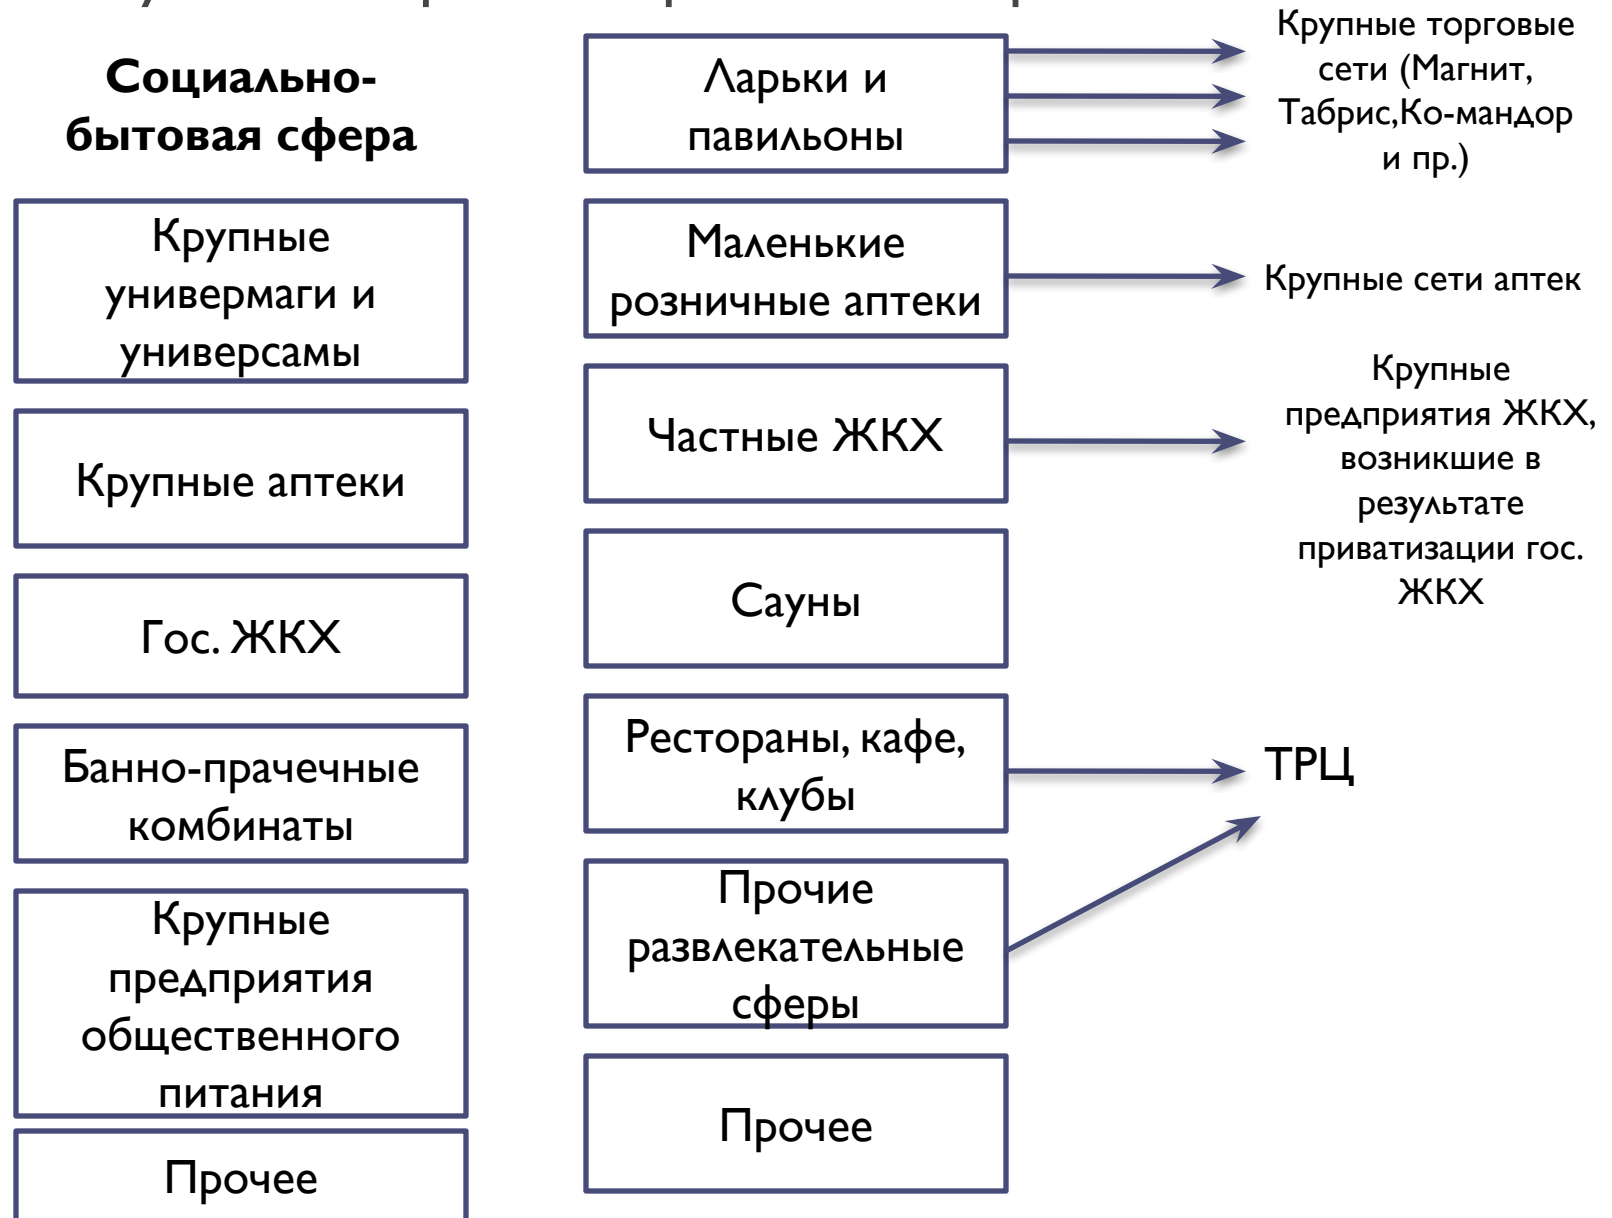 Социально-
бытовая сфера
Крупные
универмаги и
универсамы
Крупные аптеки
Гос. ЖКХ
Банно-прачечные
комбинаты
Крупные
предприятия
общественного
питания
Прочее
Ларьки и
павильоны
Маленькие
розничные аптеки
Частные ЖКХ
Сауны
Рестораны, кафе,
клубы
Прочие
развлекательные
сферы
Прочее
Крупные торговые
сети (Магнит,
Табрис,Ко-мандор
и пр.)
Крупные сети аптек
Крупные
предприятия ЖКХ,
возникшие в
результате
приватизации гос.
ЖКХ
ТРЦ